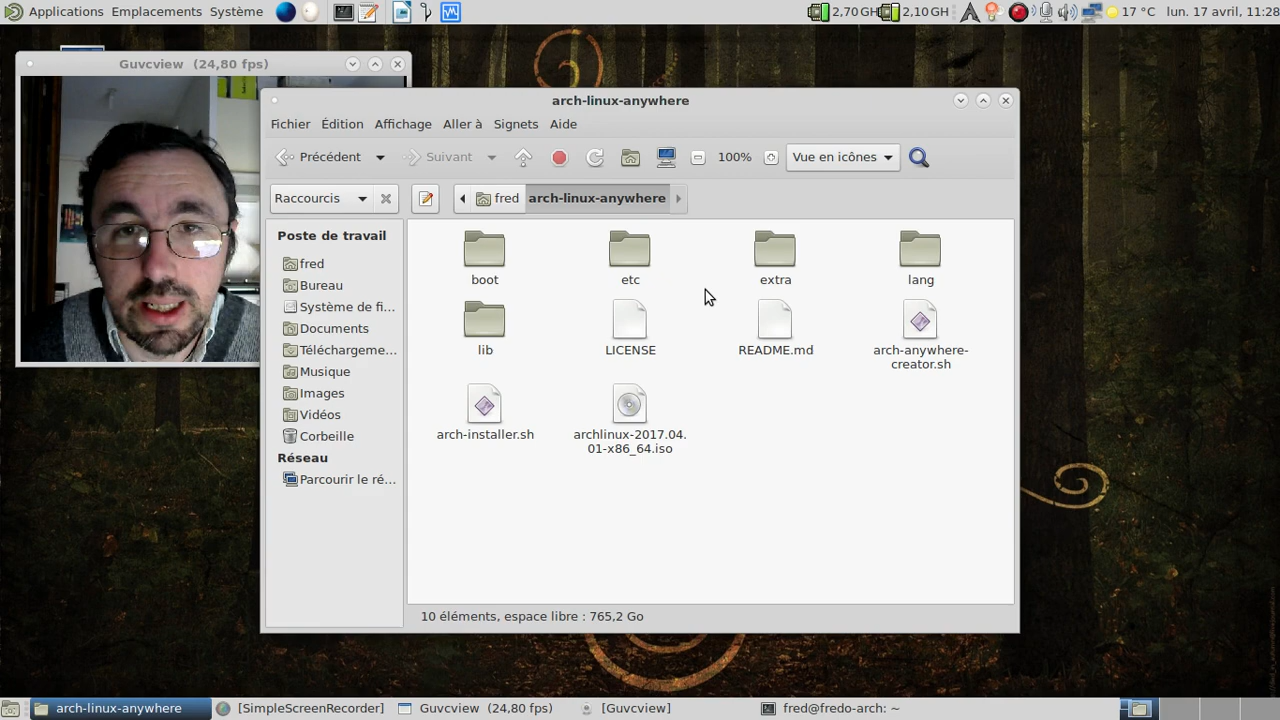 Applications Emplacements Système 2,70 GH 2,10 GH 17 °C lun. 17 avril, 11:28
Guvcview (24,80 fps)
arch-linux-anywhere
Fichier Édition Affichage Aller à Signets Aide
Précédent Suivant 100% Vue en icônes
Raccourcis fred arch-linux-anywhere
Poste de travail
fred
Bureau
Système de fi...
Documents
Téléchargeme...
Musique
Images
Vidéos
Corbeille
Réseau
Parcourir le ré...
boot etc extra lang
lib LICENSE README.md arch-anywhere-
creator.sh
arch-installer.sh archlinux-2017.04.
01-x86_64.iso
10 éléments, espace libre : 765,2 Go
arch-linux-anywhere [SimpleScreenRecorder] Guvcview (24,80 fps) [Guvcview] fred@fredo-arch: ~